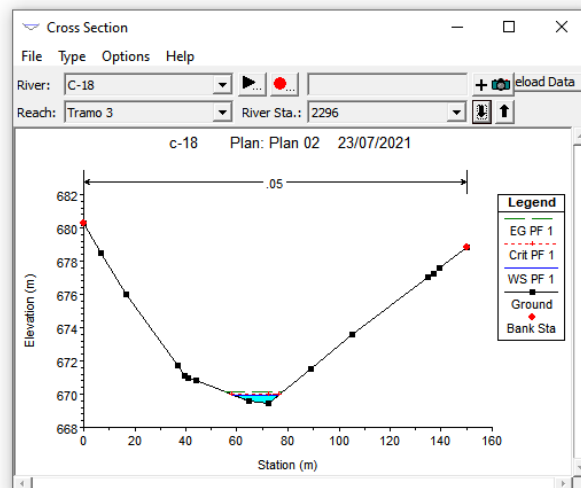 Cross Section
File Type Options Help
River: C-18 ... ... + eload Data
Reach: Tramo 3 River Sta.: 2296
c-18 Plan: Plan 02 23/07/2021
.05
Legend
EG PF 1
Crit PF 1
WS PF 1
Ground
Bank Sta
Elevation (m)
682
680
678
676
674
672
670
668
0 20 40 60 80 100 120 140 160
Station (m)